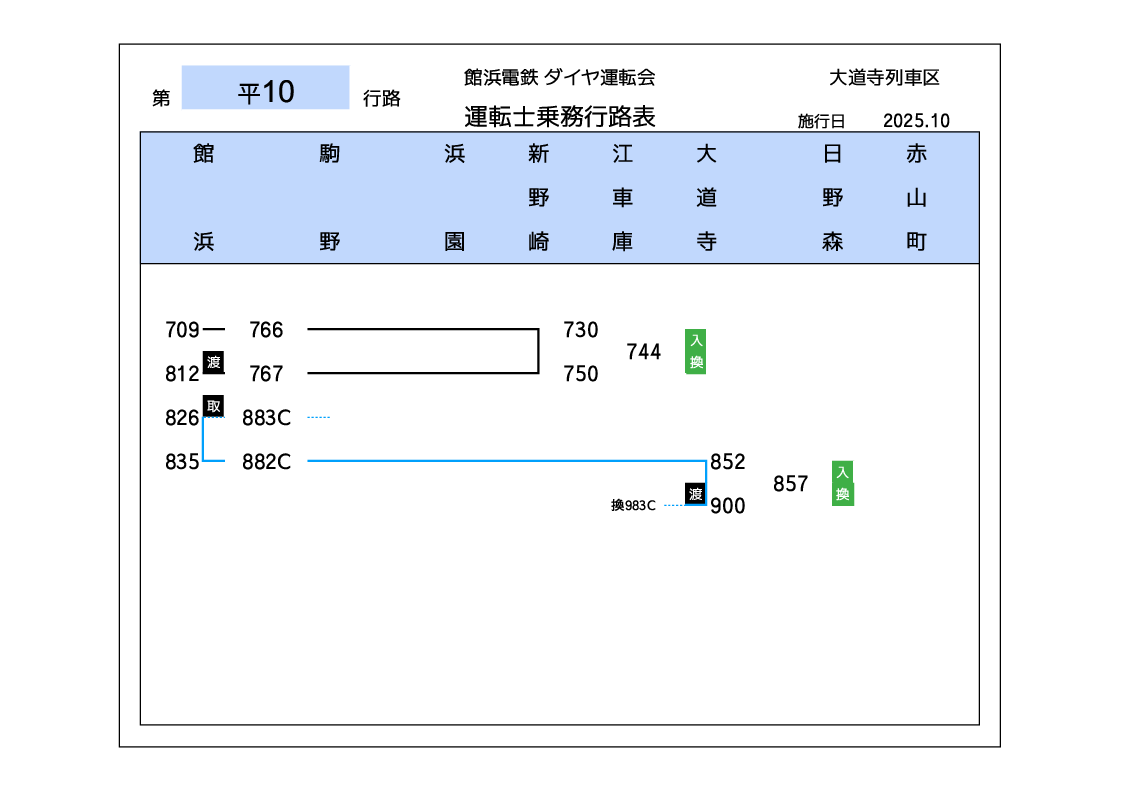 館浜電鉄 ダイヤ運転会
大道寺列車区
第 平10 行路
運転士乗務行路表
施行日 2025.10
館浜 駒野 浜園 新野崎 江車庫 大道寺 日野森 赤山町
709 766 730
744 入換
渡
812 767 750
取
826 883C
835 882C 852
857 入換
渡
換983C 900